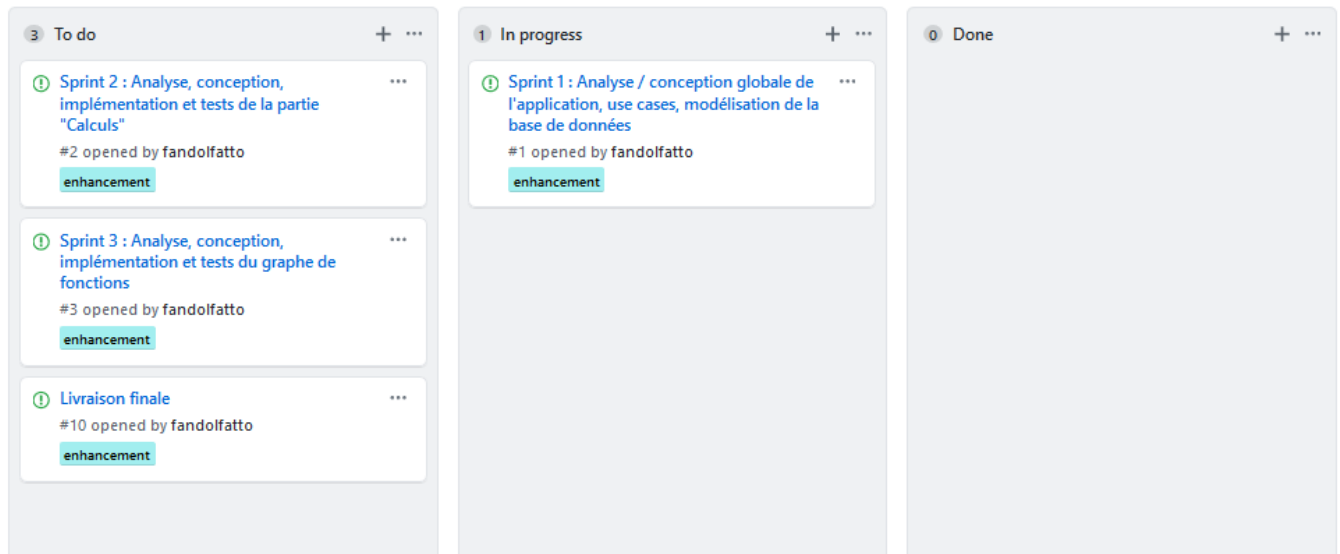 3 To do
Sprint 2 : Analyse, conception,
implémentation et tests de la partie
"Calculs"
#2 opened by fandolfatto
enhancement
Sprint 3 : Analyse, conception,
implémentation et tests du graphe de
fonctions
#3 opened by fandolfatto
enhancement
Livraison finale
#10 opened by fandolfatto
enhancement
1 In progress
Sprint 1 : Analyse / conception globale de
l'application, use cases, modélisation de la
base de données
#1 opened by fandolfatto
enhancement
0 Done